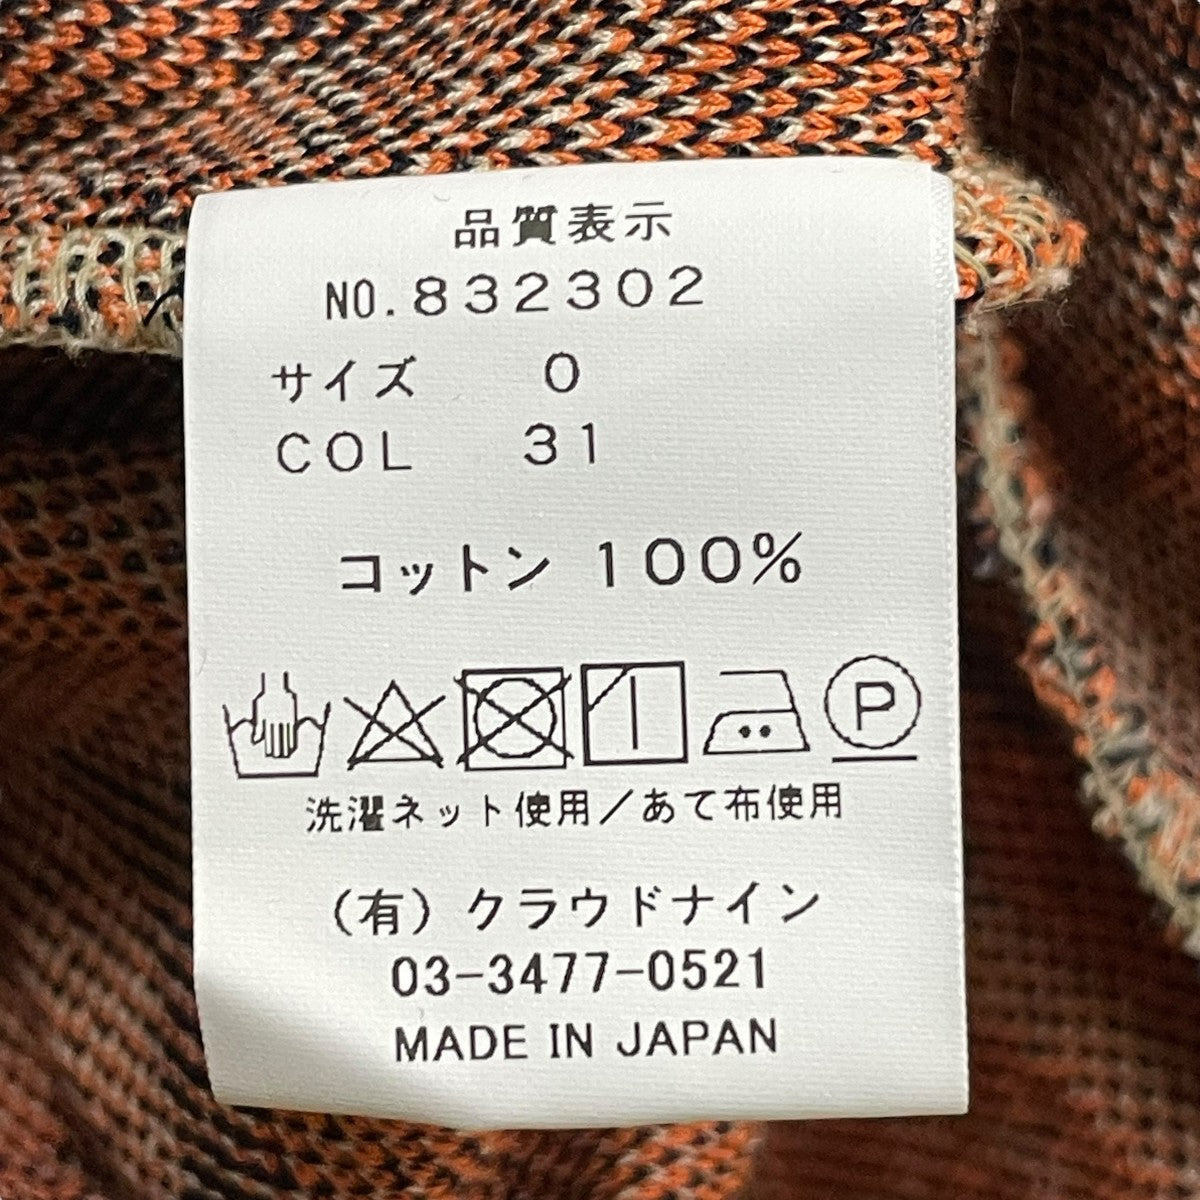 品質表示
NO.832302
サイズ 0
COL 31
コットン 100%
P
洗濯ネット使用/あて布使用
(有)クラウドナイン
03-3477-0521
MADE IN JAPAN